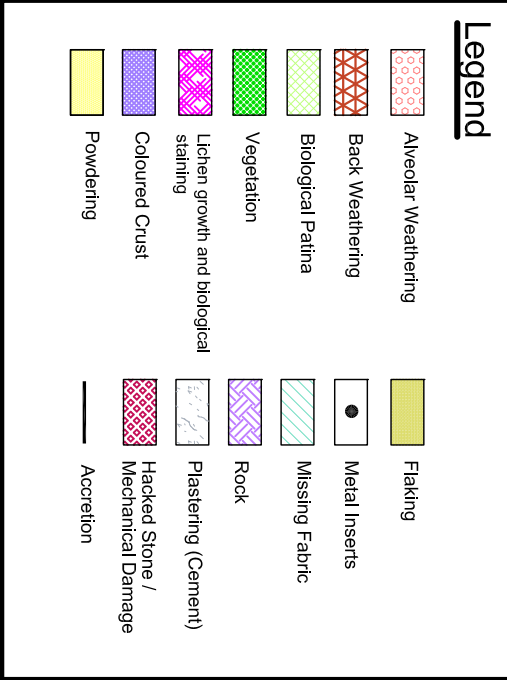 Legend
Alveolar Weathering
Back Weathering
Biological Patina
Vegetation
Lichen growth and biological
staining
Coloured Crust
Powdering
Flaking
Metal Inserts
Missing Fabric
Rock
Plastering (Cement)
Hacked Stone /
Mechanical Damage
Accretion